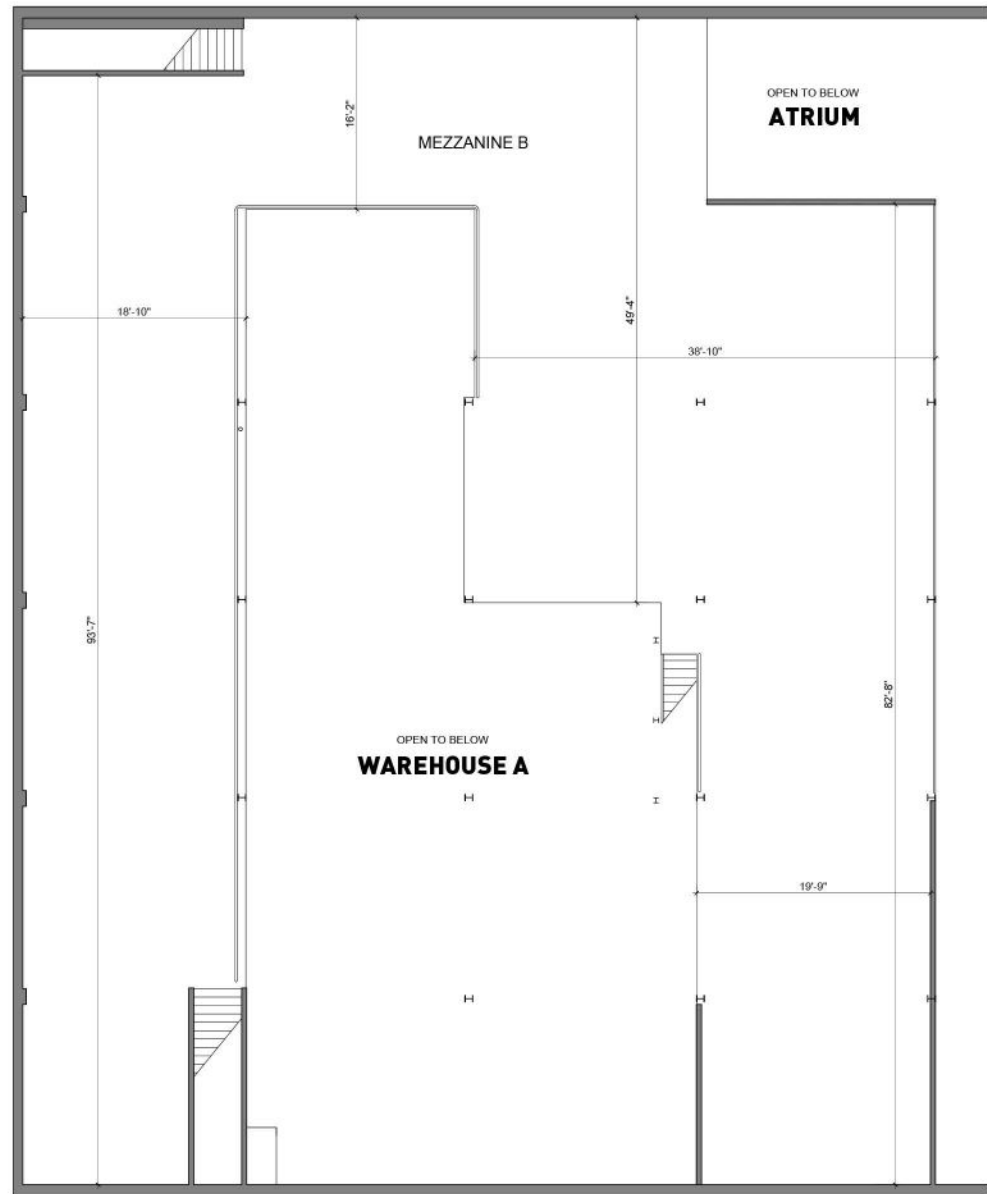 OPEN TO BELOW
ATRIUM
16'-2"
MEZZANINE B
18'-10"
49'-4"
38'-10"
93'-7"
82'-8"
OPEN TO BELOW
WAREHOUSE A
19'-9"